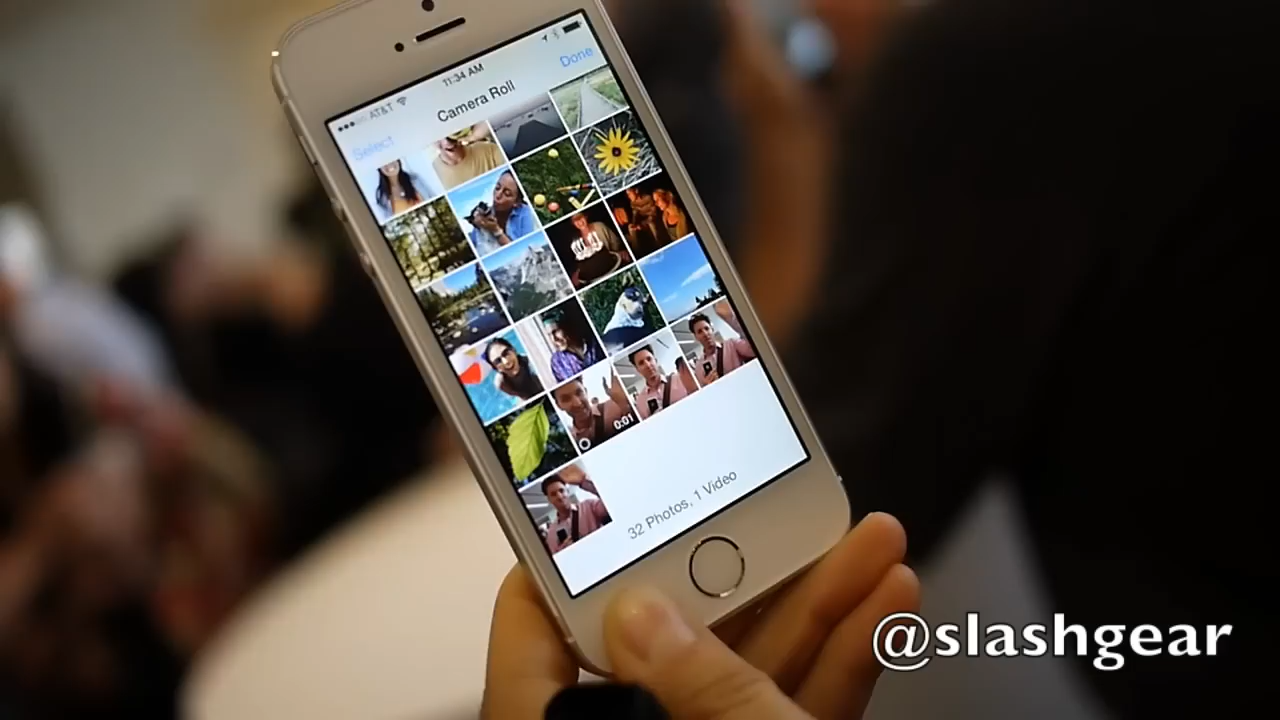 AT&T
11:34 AM
Select
Camera Roll
Done
0:01
32 Photos, 1 Video
@slashgear